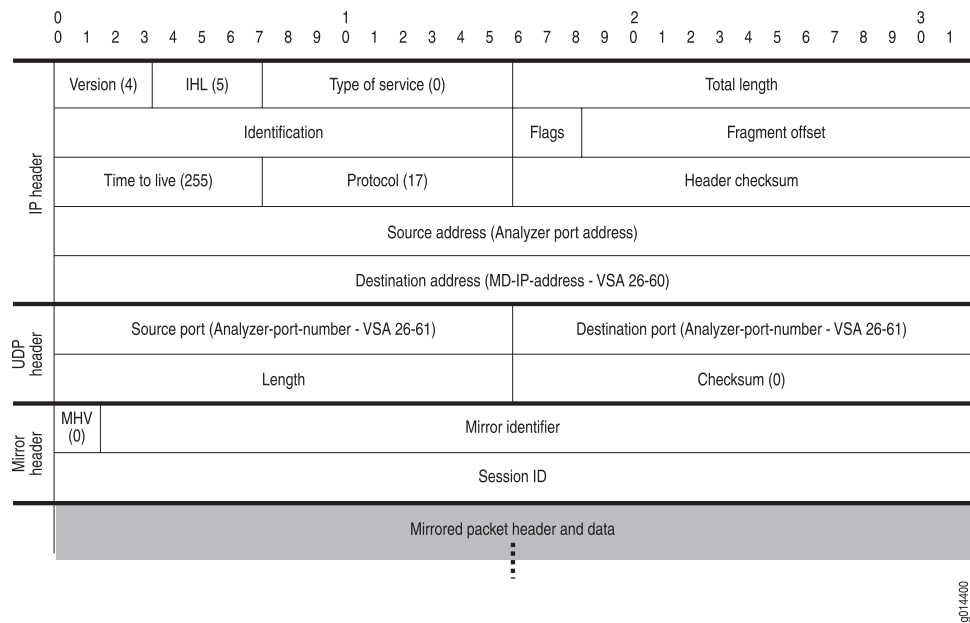 0 1 2 3
0 1 2 3 4 5 6 7 8 9 0 1 2 3 4 5 6 7 8 9 0 1 2 3 4 5 6 7 8 9 0 1
IP header
Version (4) IHL (5) Type of service (0) Total length
Identification Flags Fragment offset
Time to live (255) Protocol (17) Header checksum
Source address (Analyzer port address)
Destination address (MD-IP-address - VSA 26-60)
UDP
header
Source port (Analyzer-port-number - VSA 26-61) Destination port (Analyzer-port-number - VSA 26-61)
Length Checksum (0)
Mirror
header
MHV
(0)
Mirror identifier
Session ID
Mirrored packet header and data
g014400